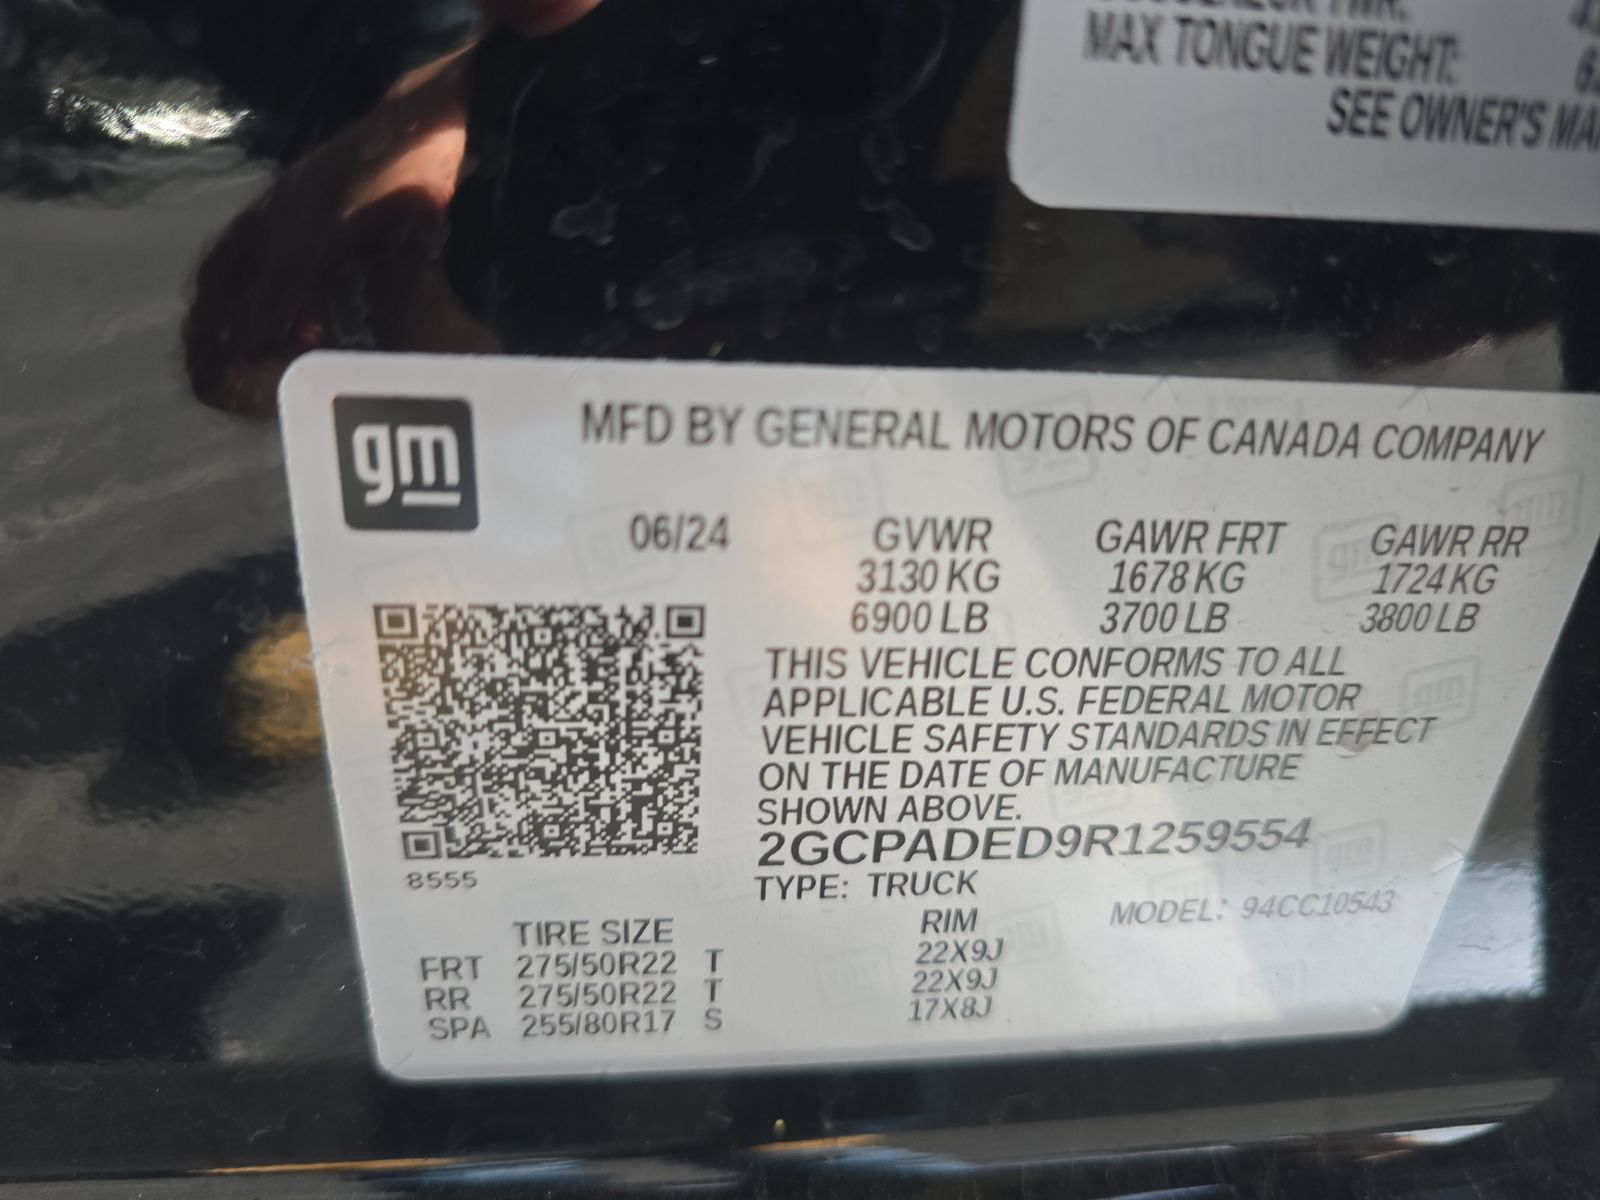 MAX TONGUE WEIGHT:
SEE OWNER'S
gm
MFD BY GENERAL MOTORS OF CANADA COMPANY
06/24 GVWR GAWR FRT GAWR RR
3130 KG 1678 KG 1724 KG
6900 LB 3700 LB 3800 LB
THIS VEHICLE CONFORMS TO ALL
APPLICABLE U.S. FEDERAL MOTOR
VEHICLE SAFETY STANDARDS IN EFFECT
ON THE DATE OF MANUFACTURE
SHOWN ABOVE.
2GCPADED9R1259554
8555
TYPE: TRUCK
MODEL: 94CC10543
TIRE SIZE RIM
FRT 275/50R22 T 22X9J
RR 275/50R22 T 22X9J
SPA 255/80R17 S 17X8J